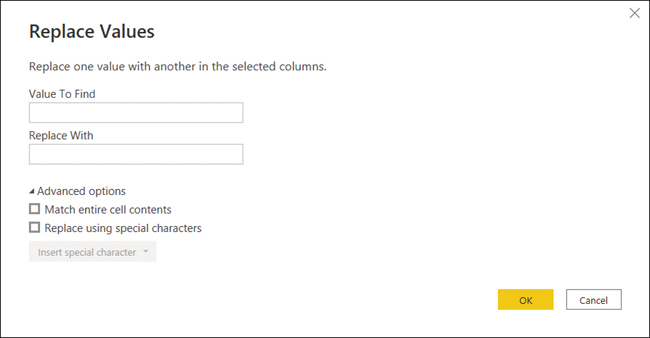 Replace Values
Replace one value with another in the selected columns.
Value To Find
Replace With
Advanced options
Match entire cell contents
Replace using special characters
Insert special character
OK
Cancel